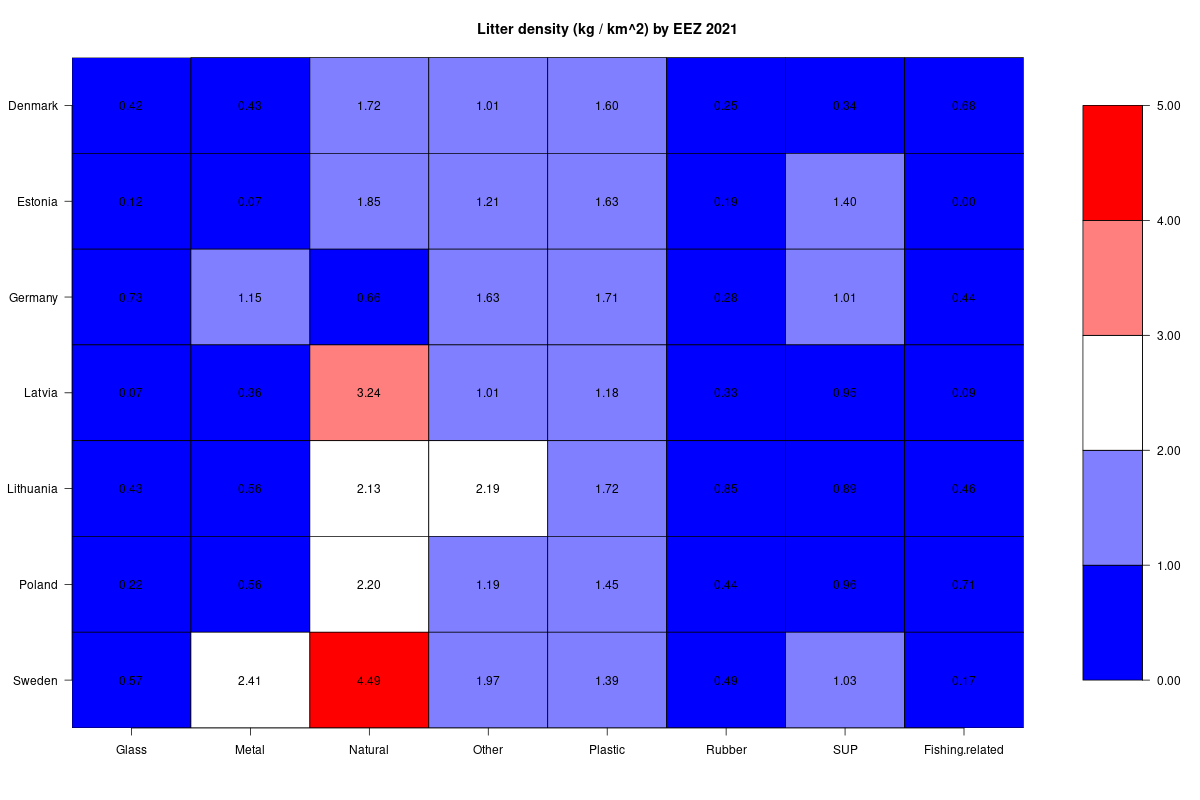 Litter density (kg / km^2) by EEZ 2021
Denmark 0.42 0.43 1.72 1.01 1.60 0.25 0.34 0.68
Estonia 0.12 0.07 1.85 1.21 1.63 0.19 1.40 0.00
Germany 0.73 1.15 0.66 1.63 1.71 0.28 1.01 0.44
Latvia 0.07 0.36 3.24 1.01 1.18 0.33 0.95 0.09
Lithuania 0.43 0.56 2.13 2.19 1.72 0.85 0.89 0.46
Poland 0.22 0.56 2.20 1.19 1.45 0.44 0.96 0.71
Sweden 0.57 2.41 4.49 1.97 1.39 0.49 1.03 0.17
Glass Metal Natural Other Plastic Rubber SUP Fishing.related
5.00
4.00
3.00
2.00
1.00
0.00